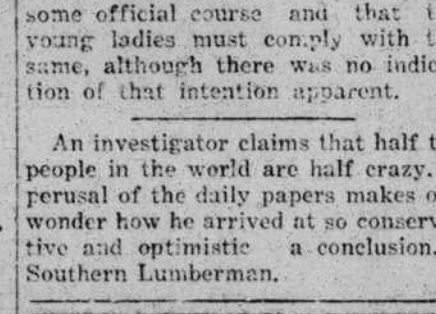 some official course and that t
young ladies must comply with t
same, although there was no indic
tion of that intention apparent.
An investigator claims that half t
people in the world are half crazy.
perusal of the daily papers makes o
wonder how he arrived at so conserv
tive and optimistic a conclusion.
Southern Lumberman.